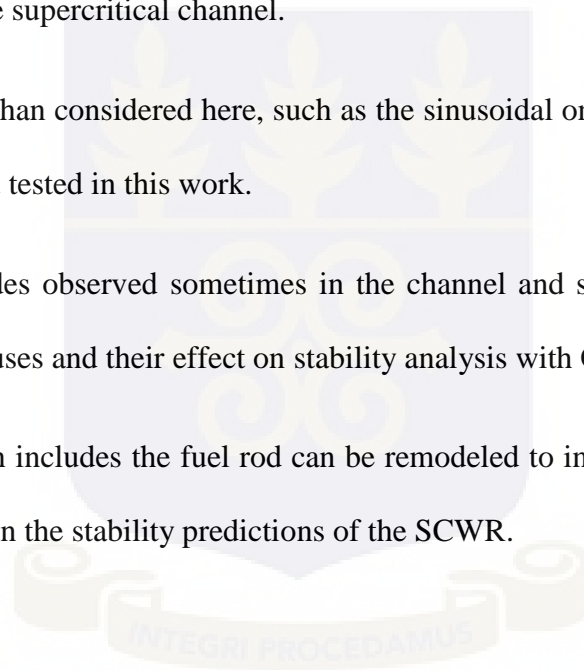 supercritical channel.
han considered here, such as the sinusoidal or
tested in this work.
les observed sometimes in the channel and s
uses and their effect on stability analysis with
includes the fuel rod can be remodeled to in
n the stability predictions of the SCWR.
INTEGRI PROCEDAMUS